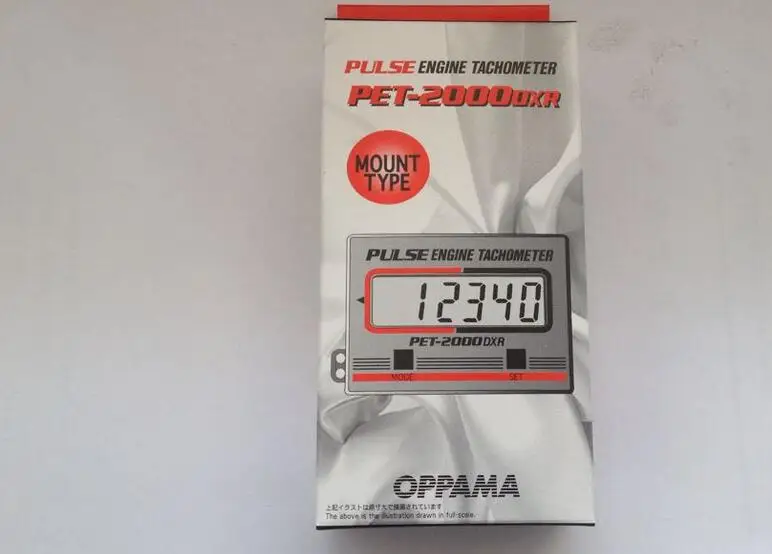 PULSE ENGINE TACHOMETER
PET-2000DXR
MOUNT
TYPE
PULSE ENGINE TACHOMETER
12340
PET-2000DXR
MODE SET
OPPAMA
上記イラストは原寸大で描画されています
The above is the illustration drawn in full-scale.